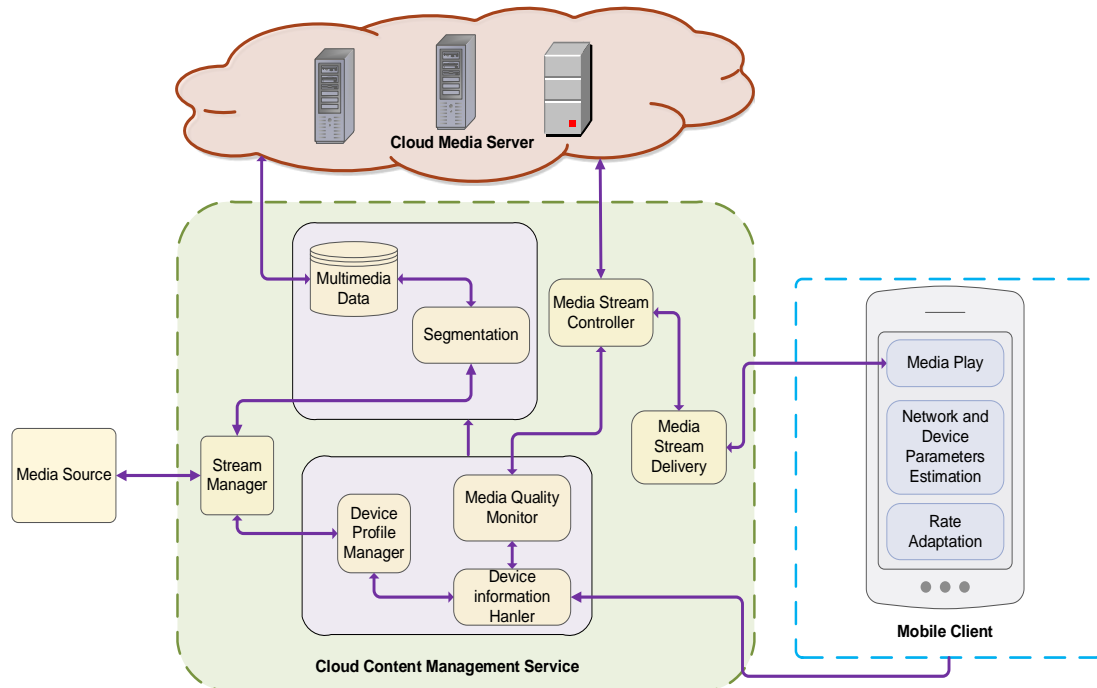 Cloud Media Server
Multimedia
Data
Segmentation
Media Stream
Controller
Media Play
Network and
Device
Parameters
Estimation
Rate
Adaptation
Mobile Client
Media
Stream
Delivery
Media Source
Stream
Manager
Media Quality
Monitor
Device
Profile
Manager
Device
information
Hanler
Cloud Content Management Service